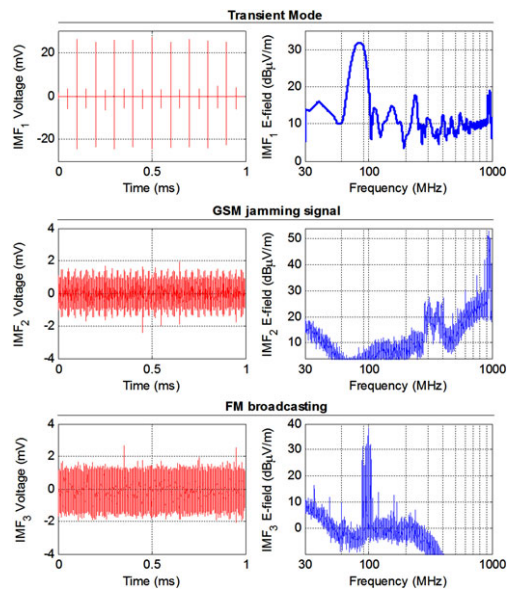 Transient Mode
IMF1 Voltage (mV)
20
0
-20
0
0.5
1
Time (ms)
IMF1 E-field (dBµV/m)
30
20
10
30
100
1000
Frequency (MHz)
GSM jamming signal
IMF2 Voltage (mV)
4
2
0
-2
-4
0
0.5
1
Time (ms)
IMF2 E-field (dBµV/m)
50
40
30
20
10
30
100
1000
Frequency (MHz)
FM broadcasting
IMF3 Voltage (mV)
4
2
0
-2
-4
0
0.5
1
Time (ms)
IMF3 E-field (dBµV/m)
40
30
20
10
0
30
100
1000
Frequency (MHz)